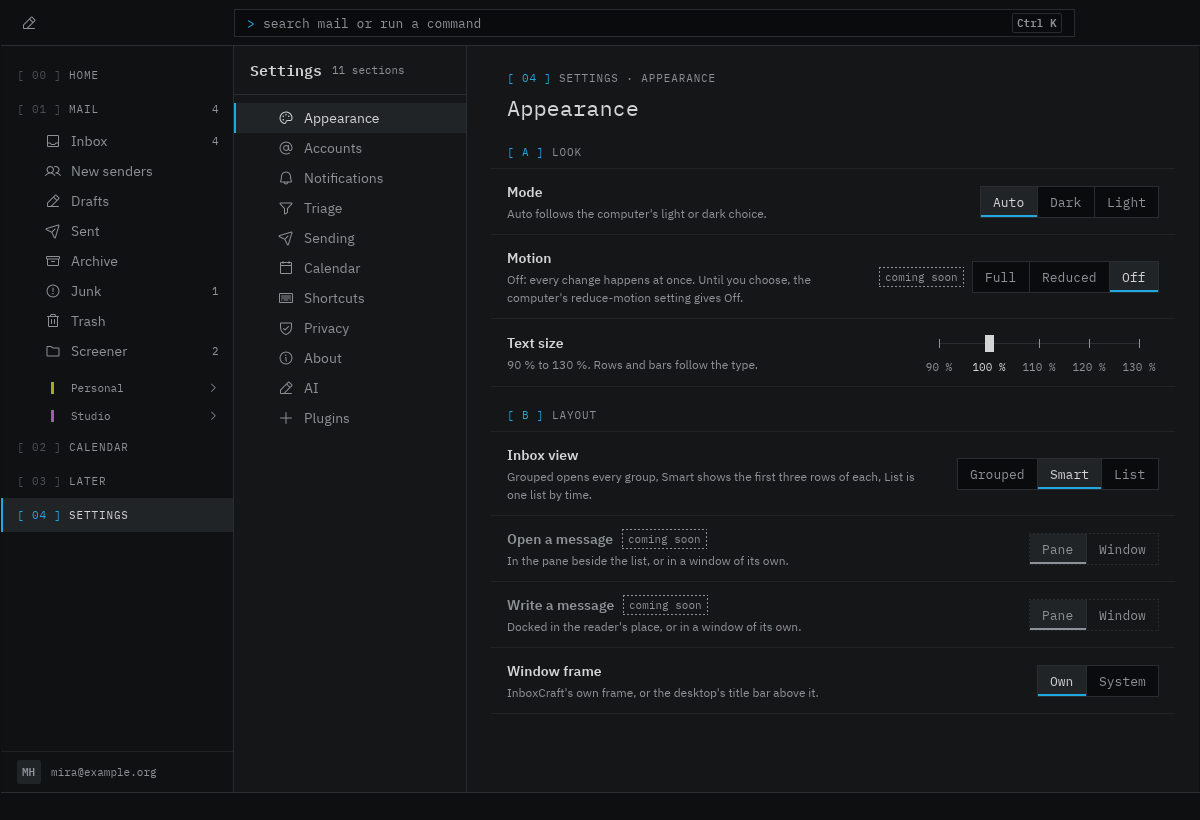 > search mail or run a command
Ctrl K
[ 00 ] HOME
[ 01 ] MAIL 4
Inbox 4
New senders
Drafts
Sent
Archive
Junk 1
Trash
Screener 2
Personal
Studio
[ 02 ] CALENDAR
[ 03 ] LATER
[ 04 ] SETTINGS
MH mira@example.org
Settings 11 sections
Appearance
Accounts
Notifications
Triage
Sending
Calendar
Shortcuts
Privacy
About
AI
Plugins
[ 04 ] SETTINGS · APPEARANCE
Appearance
[ A ] LOOK
Mode
Auto follows the computer's light or dark choice.
Auto Dark Light
Motion
Off: every change happens at once. Until you choose, the
computer's reduce-motion setting gives Off.
coming soon Full Reduced Off
Text size
90 % to 130 %. Rows and bars follow the type.
90 % 100 % 110 % 120 % 130 %
[ B ] LAYOUT
Inbox view
Grouped opens every group, Smart shows the first three rows of each, List is
one list by time.
Grouped Smart List
Open a message coming soon
In the pane beside the list, or in a window of its own.
Pane Window
Write a message coming soon
Docked in the reader's place, or in a window of its own.
Pane Window
Window frame
InboxCraft's own frame, or the desktop's title bar above it.
Own System